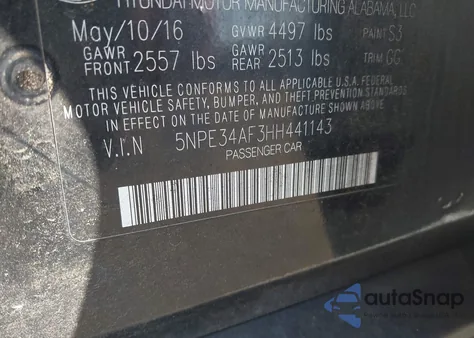 HYUNDAI MOTOR MANUFACTURING ALABAMA, LLC
May/10/16 GVWR 4497 lbs PAINT S3
GAWR FRONT 2557 lbs GAWR REAR 2513 lbs TRIM GG
THIS VEHICLE CONFORMS TO ALL APPLICABLE U.S.A. FEDERAL
MOTOR VEHICLE SAFETY, BUMPER, AND THEFT PREVENTION STANDARDS
IN EFFECT ON THE DATE OF MANUFACTURE SHOWN ABOVE.
V.I.N 5NPE34AF3HH441143
PASSENGER CAR
autoSnap